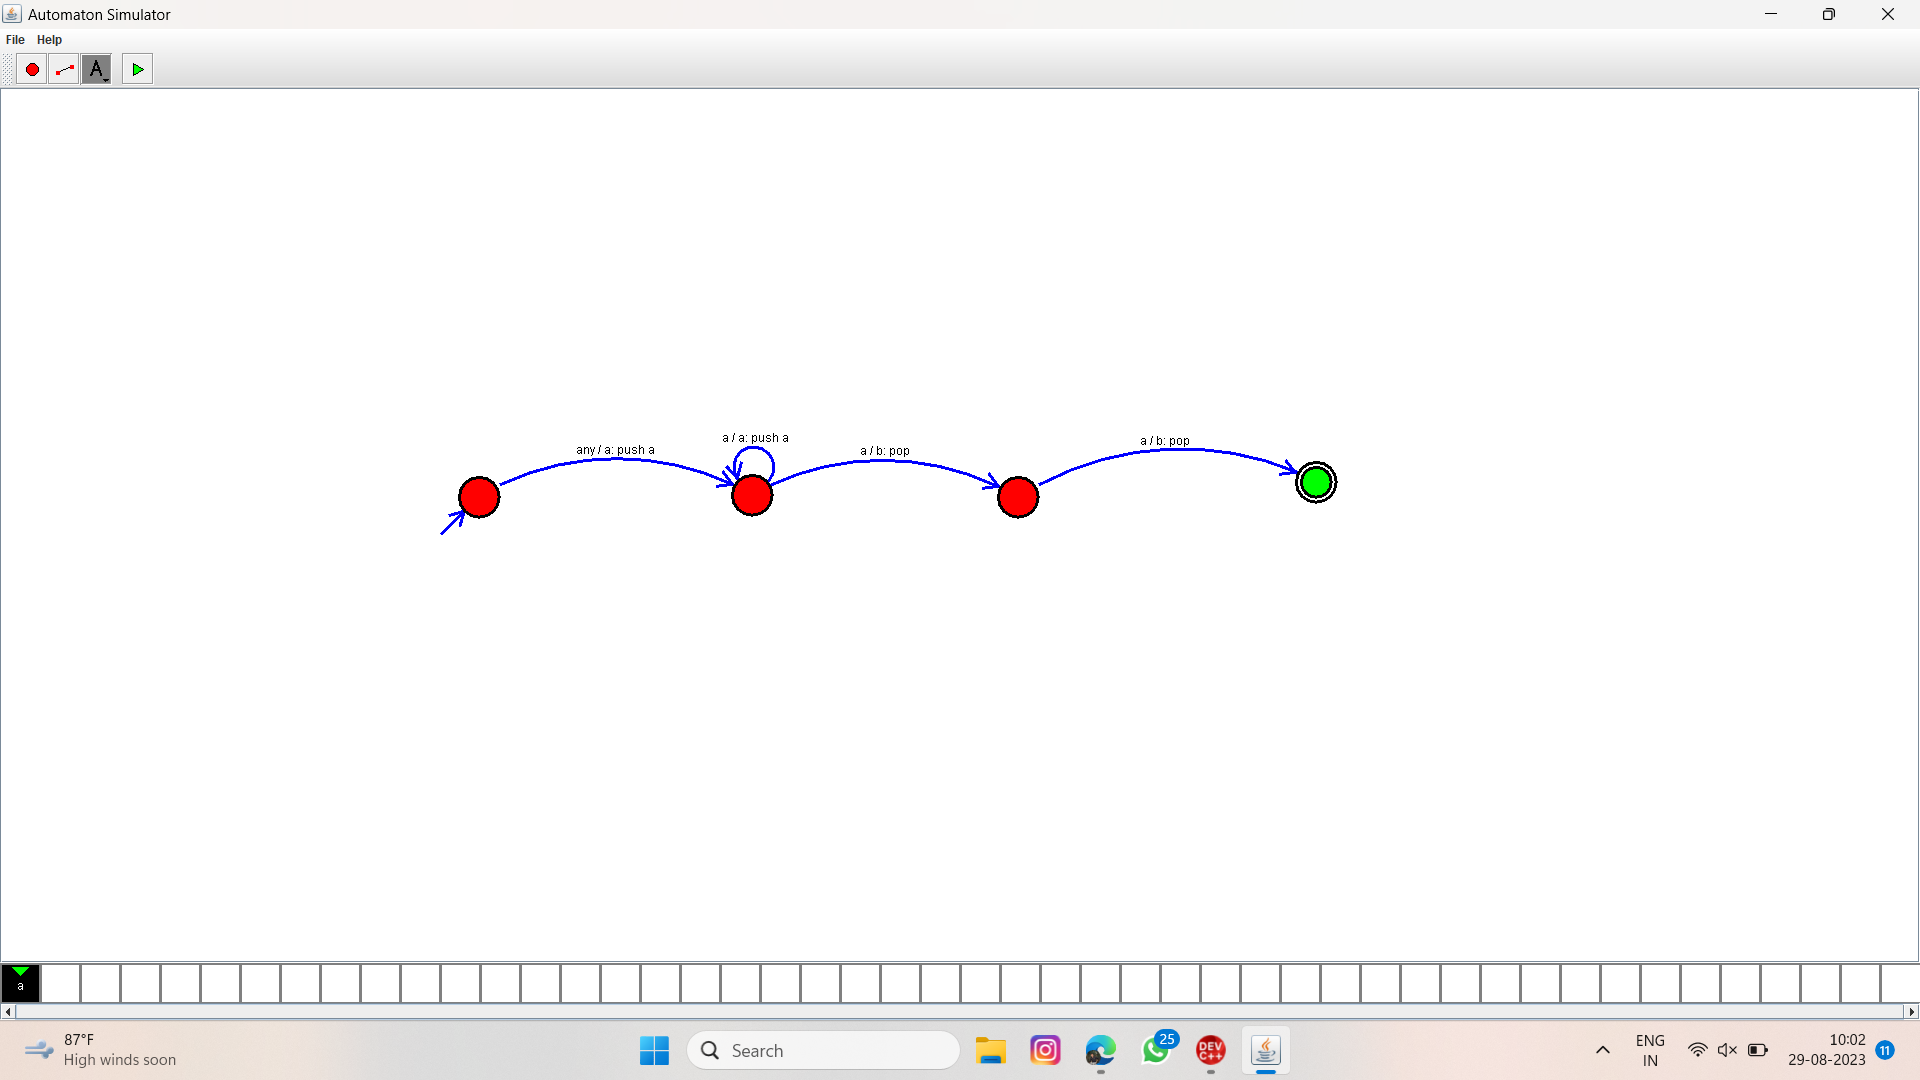 Automaton Simulator
File Help
A
any / a: push a
a / a: push a
a / b: pop
a / b: pop
a
87°F
High winds soon
Search
25
DEV
C++
ENG
IN
10:02
29-08-2023
11